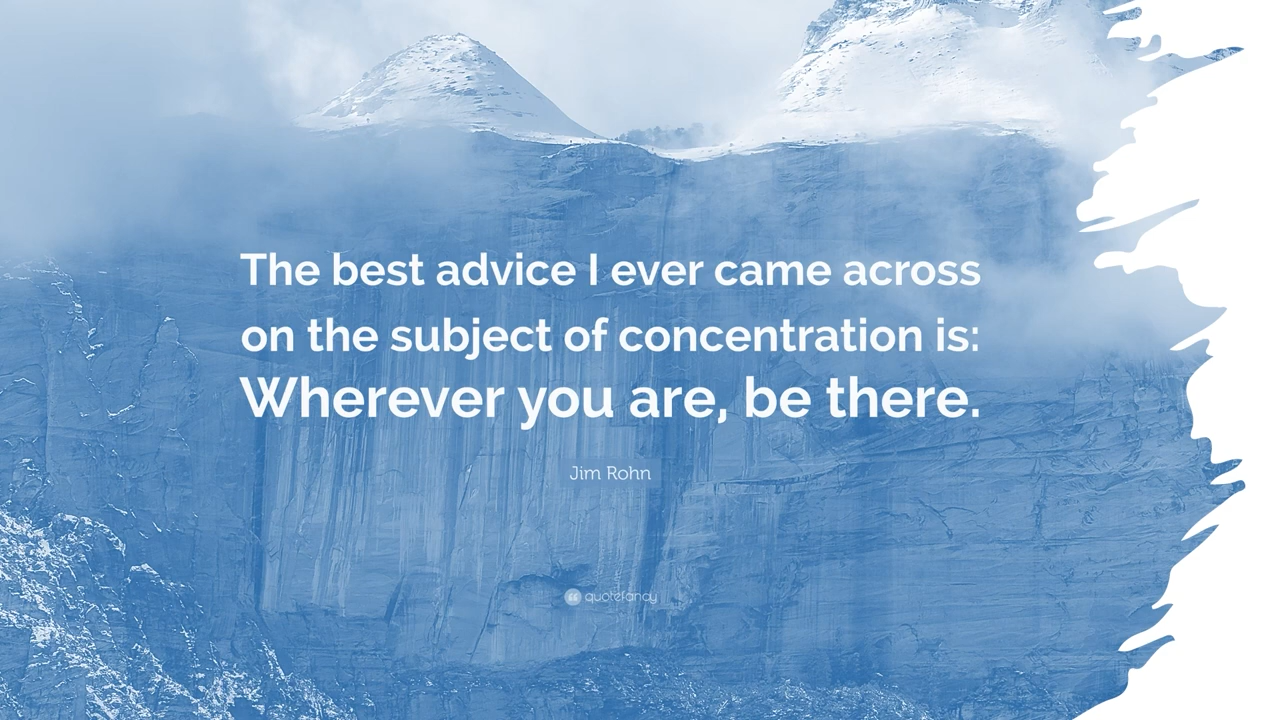 The best advice I ever came across
on the subject of concentration is:
Wherever you are, be there.
Jim Rohn
quotefancy